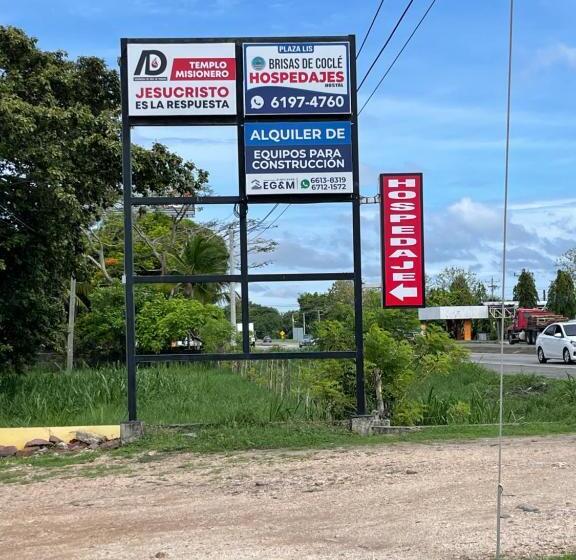 TEMPLO
MISIONERO
JESUCRISTO
ES LA RESPUESTA
PLAZA LIS
BRISAS DE COCLÉ
HOSPEDAJES
HOSTAL
6197-4760
ALQUILER DE
EQUIPOS PARA
CONSTRUCCIÓN
EG&M
6613-8319
6712-1572
HOSPEDAJE